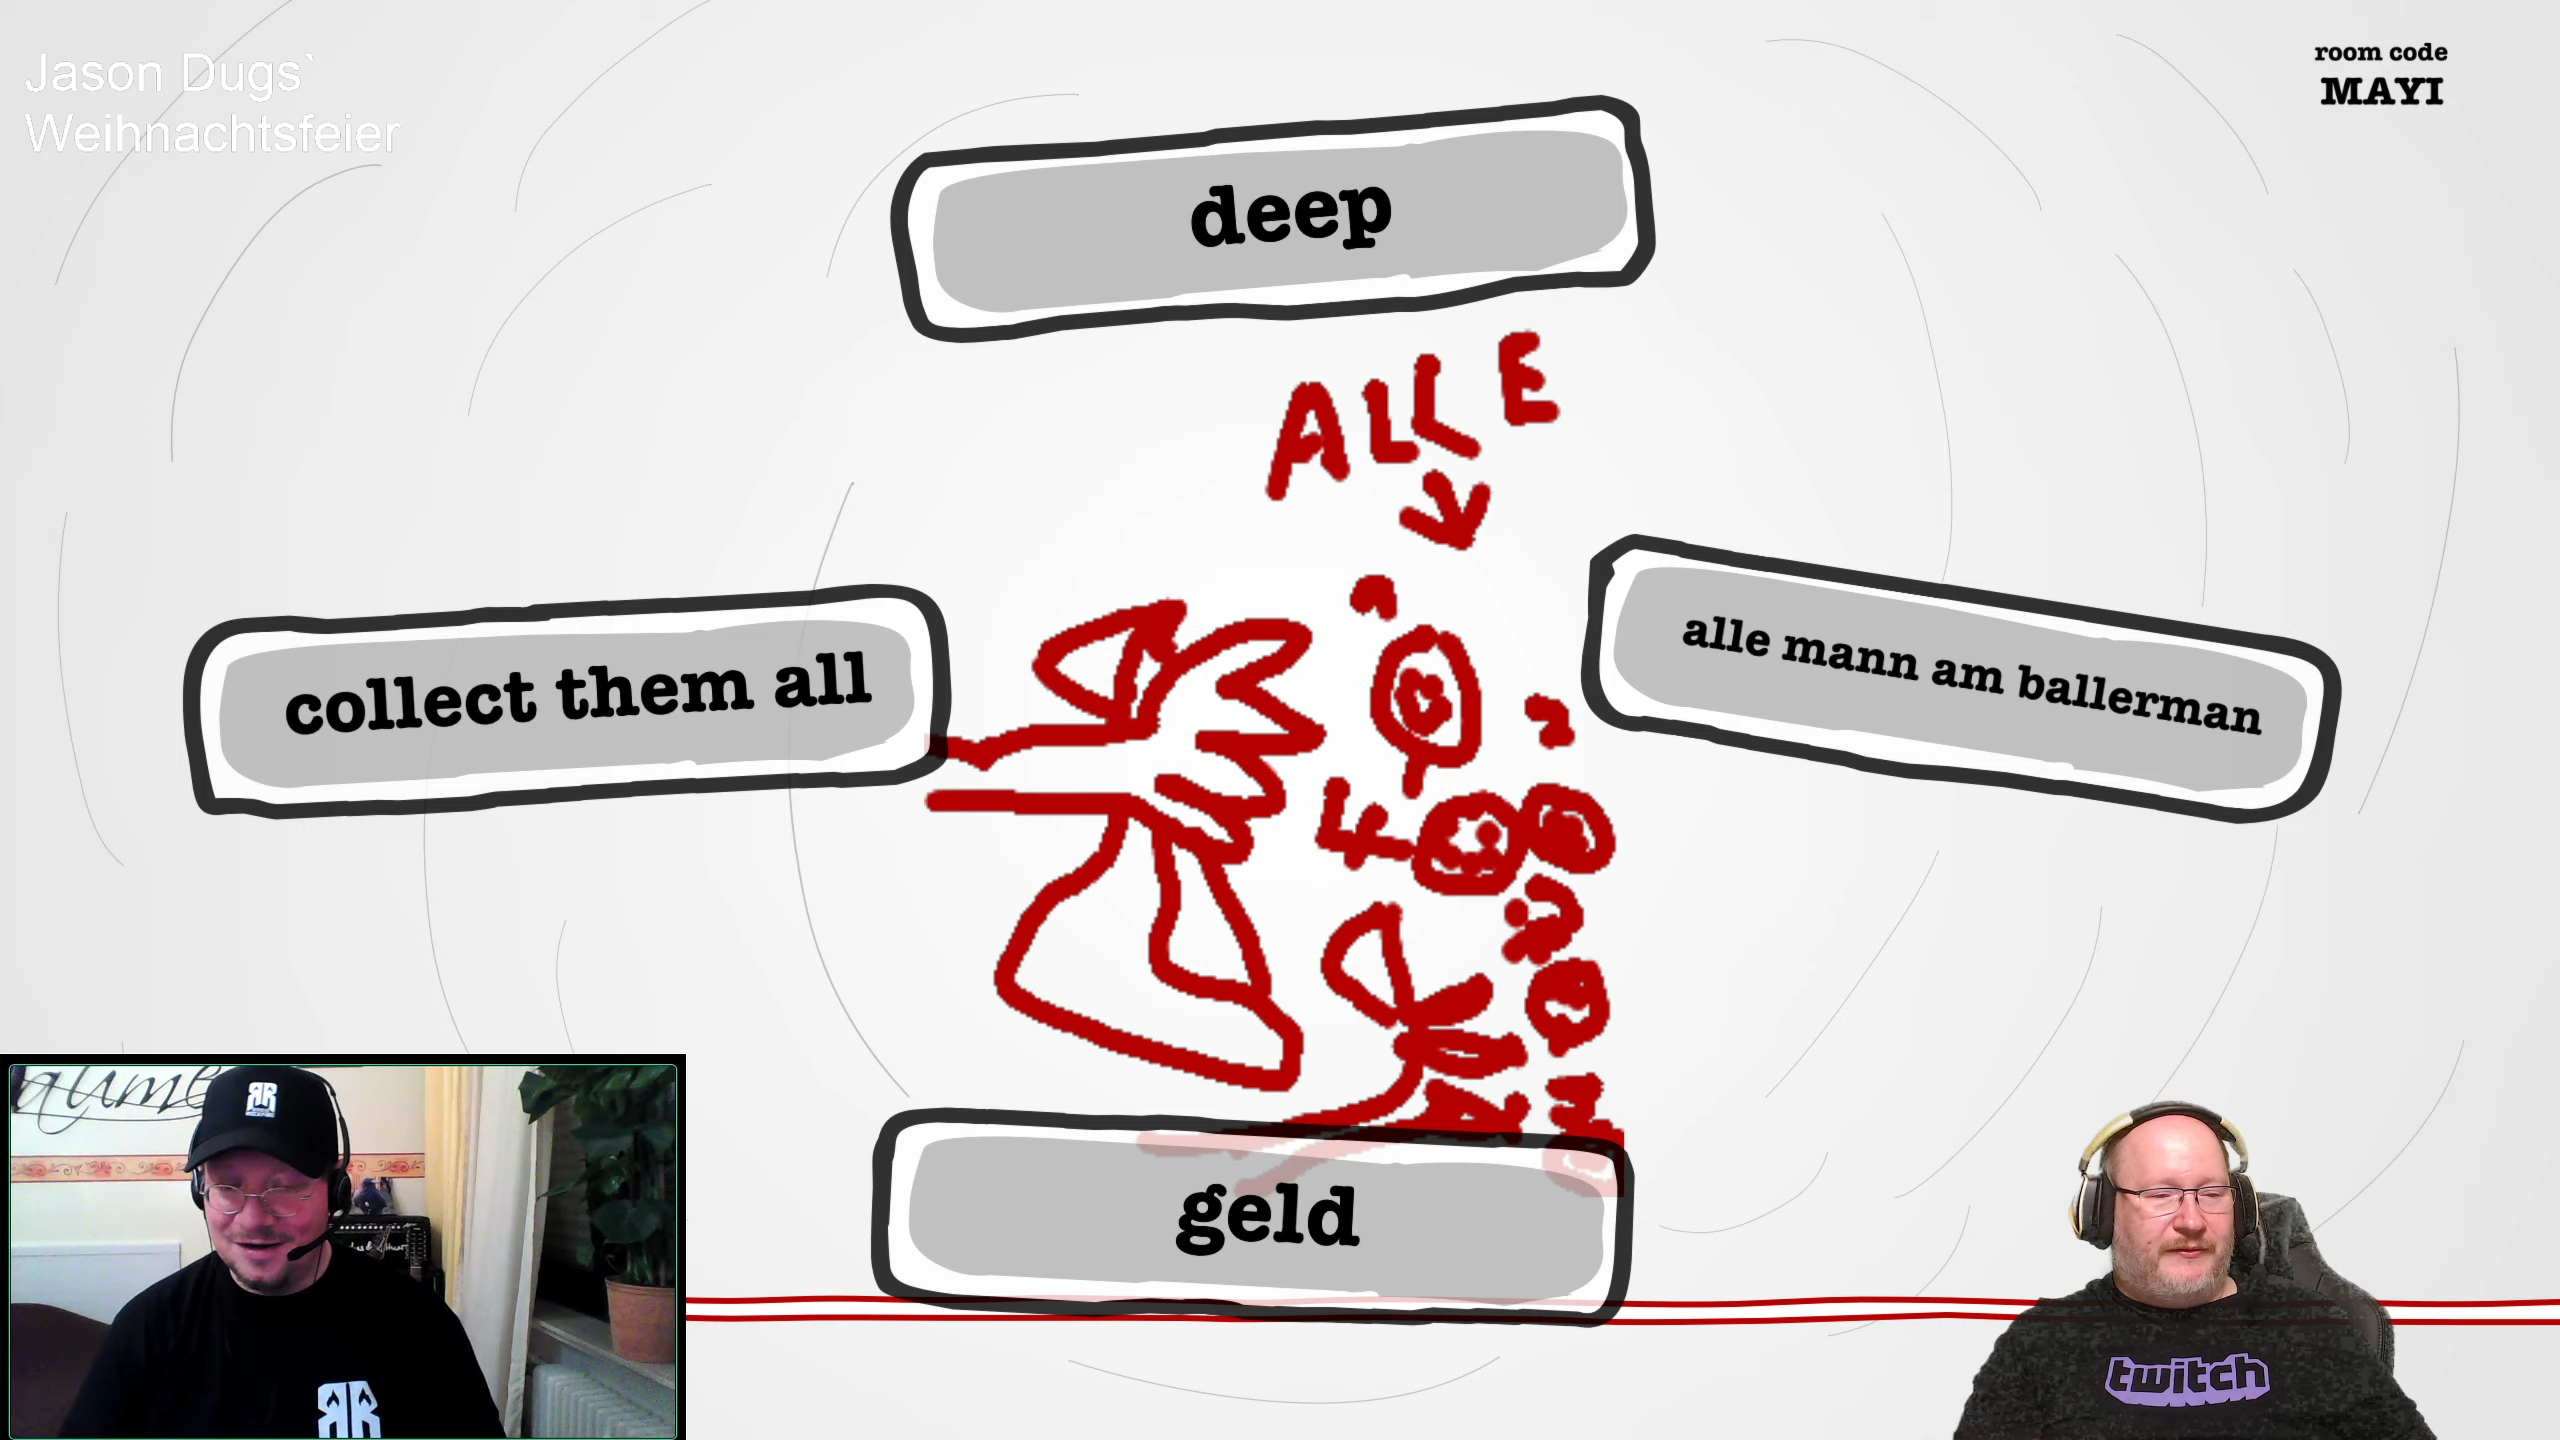 Jason Dugs`
Weihnachtsfeier
room code
MAYI
deep
ALLE
collect them all
alle mann am ballerman
geld
twitch